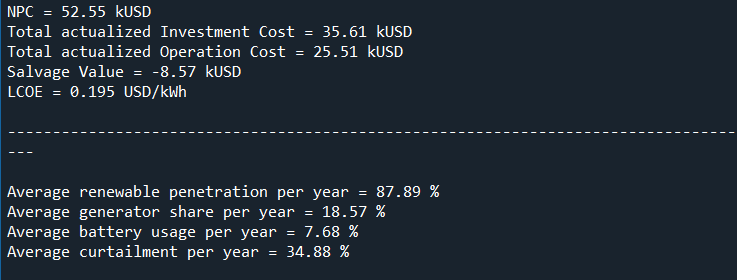 NPC = 52.55 kUSD
Total actualized Investment Cost = 35.61 kUSD
Total actualized Operation Cost = 25.51 kUSD
Salvage Value = -8.57 kUSD
LCOE = 0.195 USD/kWh
---------------------------------------------------------------------------------
---
Average renewable penetration per year = 87.89 %
Average generator share per year = 18.57 %
Average battery usage per year = 7.68 %
Average curtailment per year = 34.88 %